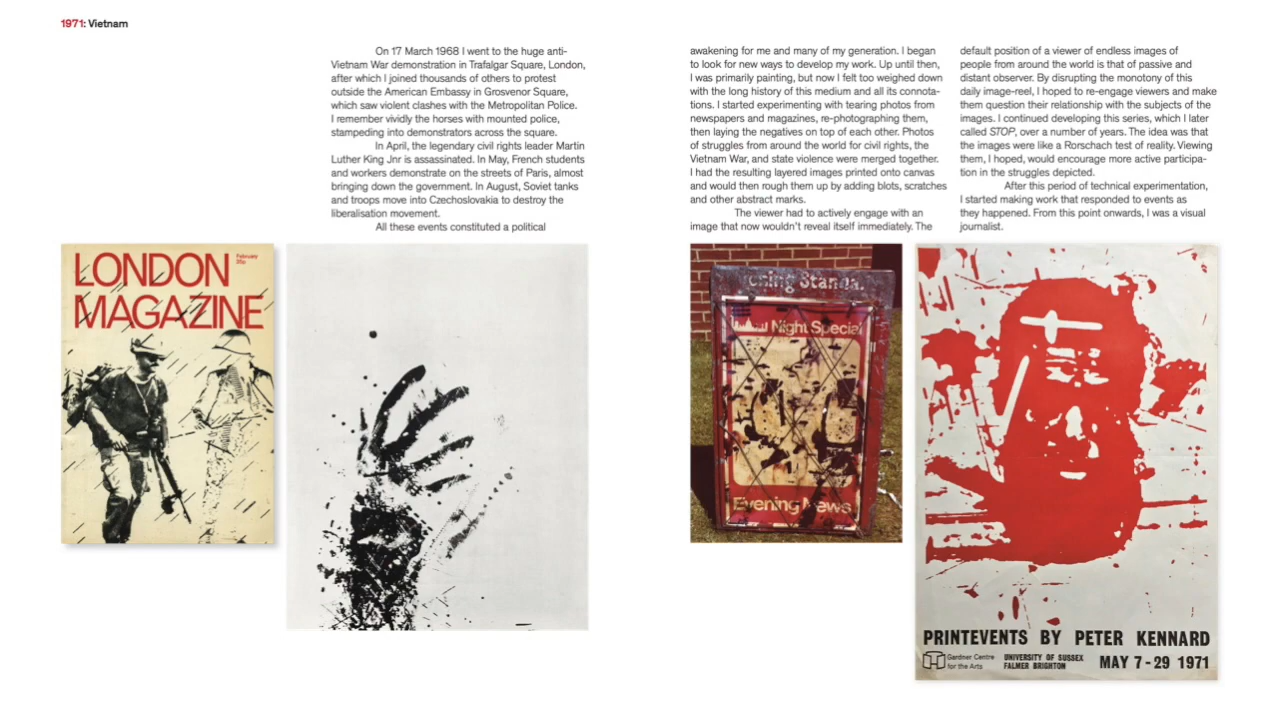 1971: Vietnam
On 17 March 1968 I went to the huge anti-
Vietnam War demonstration in Trafalgar Square, London,
after which I joined thousands of others to protest
outside the American Embassy in Grosvenor Square,
which saw violent clashes with the Metropolitan Police.
I remember vividly the horses with mounted police,
stampeding into demonstrators across the square.
In April, the legendary civil rights leader Martin
Luther King Jnr is assassinated. In May, French students
and workers demonstrate on the streets of Paris, almost
bringing down the government. In August, Soviet tanks
and troops move into Czechoslovakia to destroy the
liberalisation movement.
All these events constituted a political
awakening for me and many of my generation. I began
to look for new ways to develop my work. Up until then,
I was primarily painting, but now I felt too weighed down
with the long history of this medium and all its connota-
tions. I started experimenting with tearing photos from
newspapers and magazines, re-photographing them,
then laying the negatives on top of each other. Photos
of struggles from around the world for civil rights, the
Vietnam War, and state violence were merged together.
I had the resulting layered images printed onto canvas
and would then rough them up by adding blots, scratches
and other abstract marks.
The viewer had to actively engage with an
image that now wouldn't reveal itself immediately. The
default position of a viewer of endless images of
people from around the world is that of passive and
distant observer. By disrupting the monotony of this
daily image-reel, I hoped to re-engage viewers and make
them question their relationship with the subjects of the
images. I continued developing this series, which I later
called STOP, over a number of years. The idea was that
the images were like a Rorschach test of reality. Viewing
them, I hoped, would encourage more active participa-
tion in the struggles depicted.
After this period of technical experimentation,
I started making work that responded to events as
they happened. From this point onwards, I was a visual
journalist.
LONDON
MAGAZINE
February
Night Special
Evening News
PRINTEVENTS BY PETER KENNARD
Gardner Centre
for the Arts
UNIVERSITY OF SUSSEX
FALMER BRIGHTON
MAY 7-29 1971